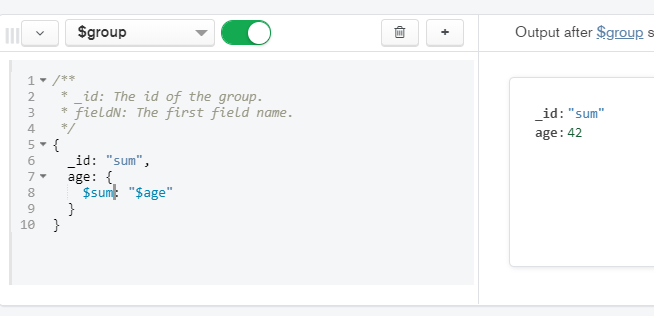 $group
+
Output after $group s
1 /**
2 * _id: The id of the group.
3 * fieldN: The first field name.
4 */
5 {
6 _id: "sum",
7 age: {
8 $sum: "$age"
9 }
10 }
_id: "sum"
age: 42